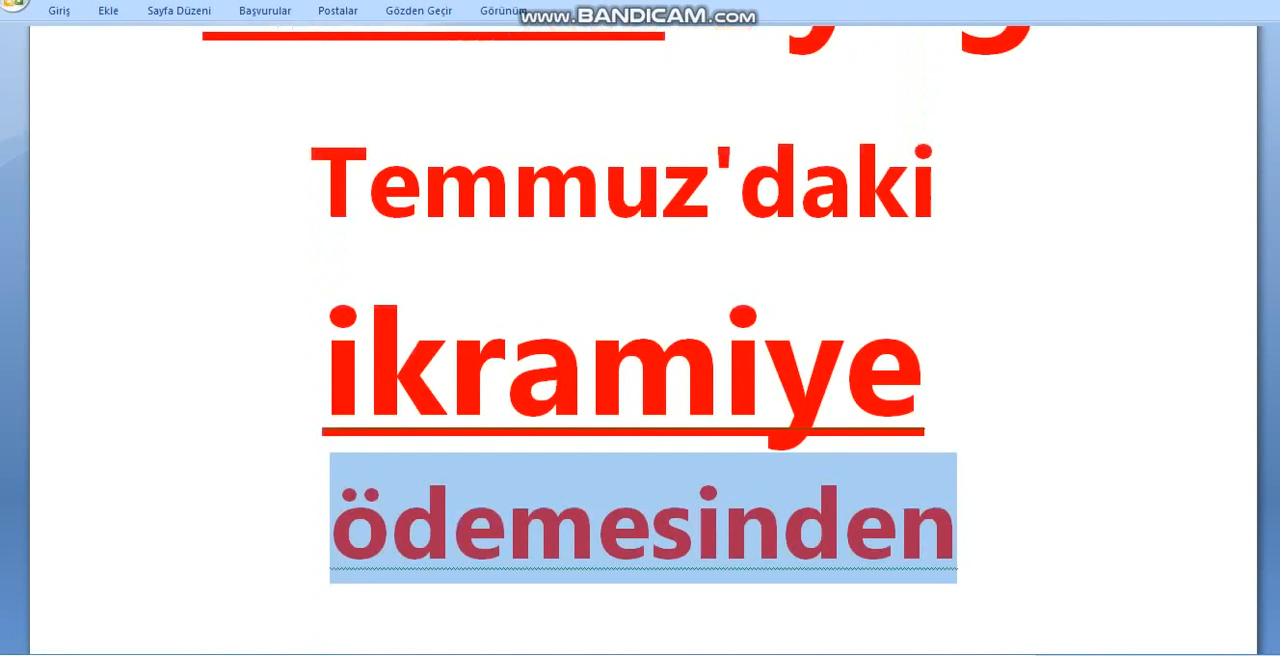 Giriş Ekle Sayfa Düzeni Başvurular Postalar Gözden Geçir Görünüm
www.BANDICAM.com
Temmuz'daki
ikramiye
ödemesinden